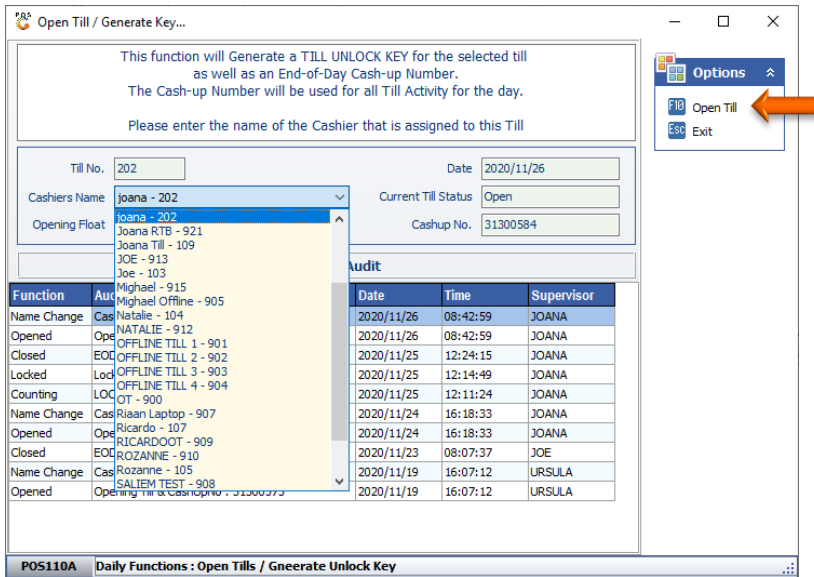 POS
Open Till / Generate Key...
This function will Generate a TILL UNLOCK KEY for the selected till
as well as an End-of-Day Cash-up Number.
The Cash-up Number will be used for all Till Activity for the day.
Please enter the name of the Cashier that is assigned to this Till
Options
F10 Open Till
Esc Exit
Till No. 202
Date 2020/11/26
Cashiers Name joana - 202
Current Till Status Open
Opening Float
Cashup No. 31300584
joana - 202
Joana RTB - 921
Joana Till - 109
JOE - 913
Joe - 103
Mighael - 915
Mighael Offline - 905
Natalie - 104
NATALIE - 912
OFFLINE TILL 1 - 901
OFFLINE TILL 2 - 902
OFFLINE TILL 3 - 903
OFFLINE TILL 4 - 904
OT - 900
Riaan Laptop - 907
Ricardo - 107
RICARDOOT - 909
ROZANNE - 910
Rozanne - 105
SALIEM TEST - 908
Audit
Function Date Time Supervisor
Name Change 2020/11/26 08:42:59 JOANA
Opened 2020/11/26 08:42:59 JOANA
Closed 2020/11/25 12:24:15 JOANA
Locked 2020/11/25 12:14:49 JOANA
Counting 2020/11/25 12:11:24 JOANA
Name Change 2020/11/24 16:18:33 JOANA
Opened 2020/11/24 16:18:33 JOANA
Closed 2020/11/23 08:07:37 JOE
Name Change 2020/11/19 16:07:12 URSULA
Opened Opening Till & CashUpNo : 2020/11/19 16:07:12 URSULA
POS110A Daily Functions : Open Tills / Gneerate Unlock Key